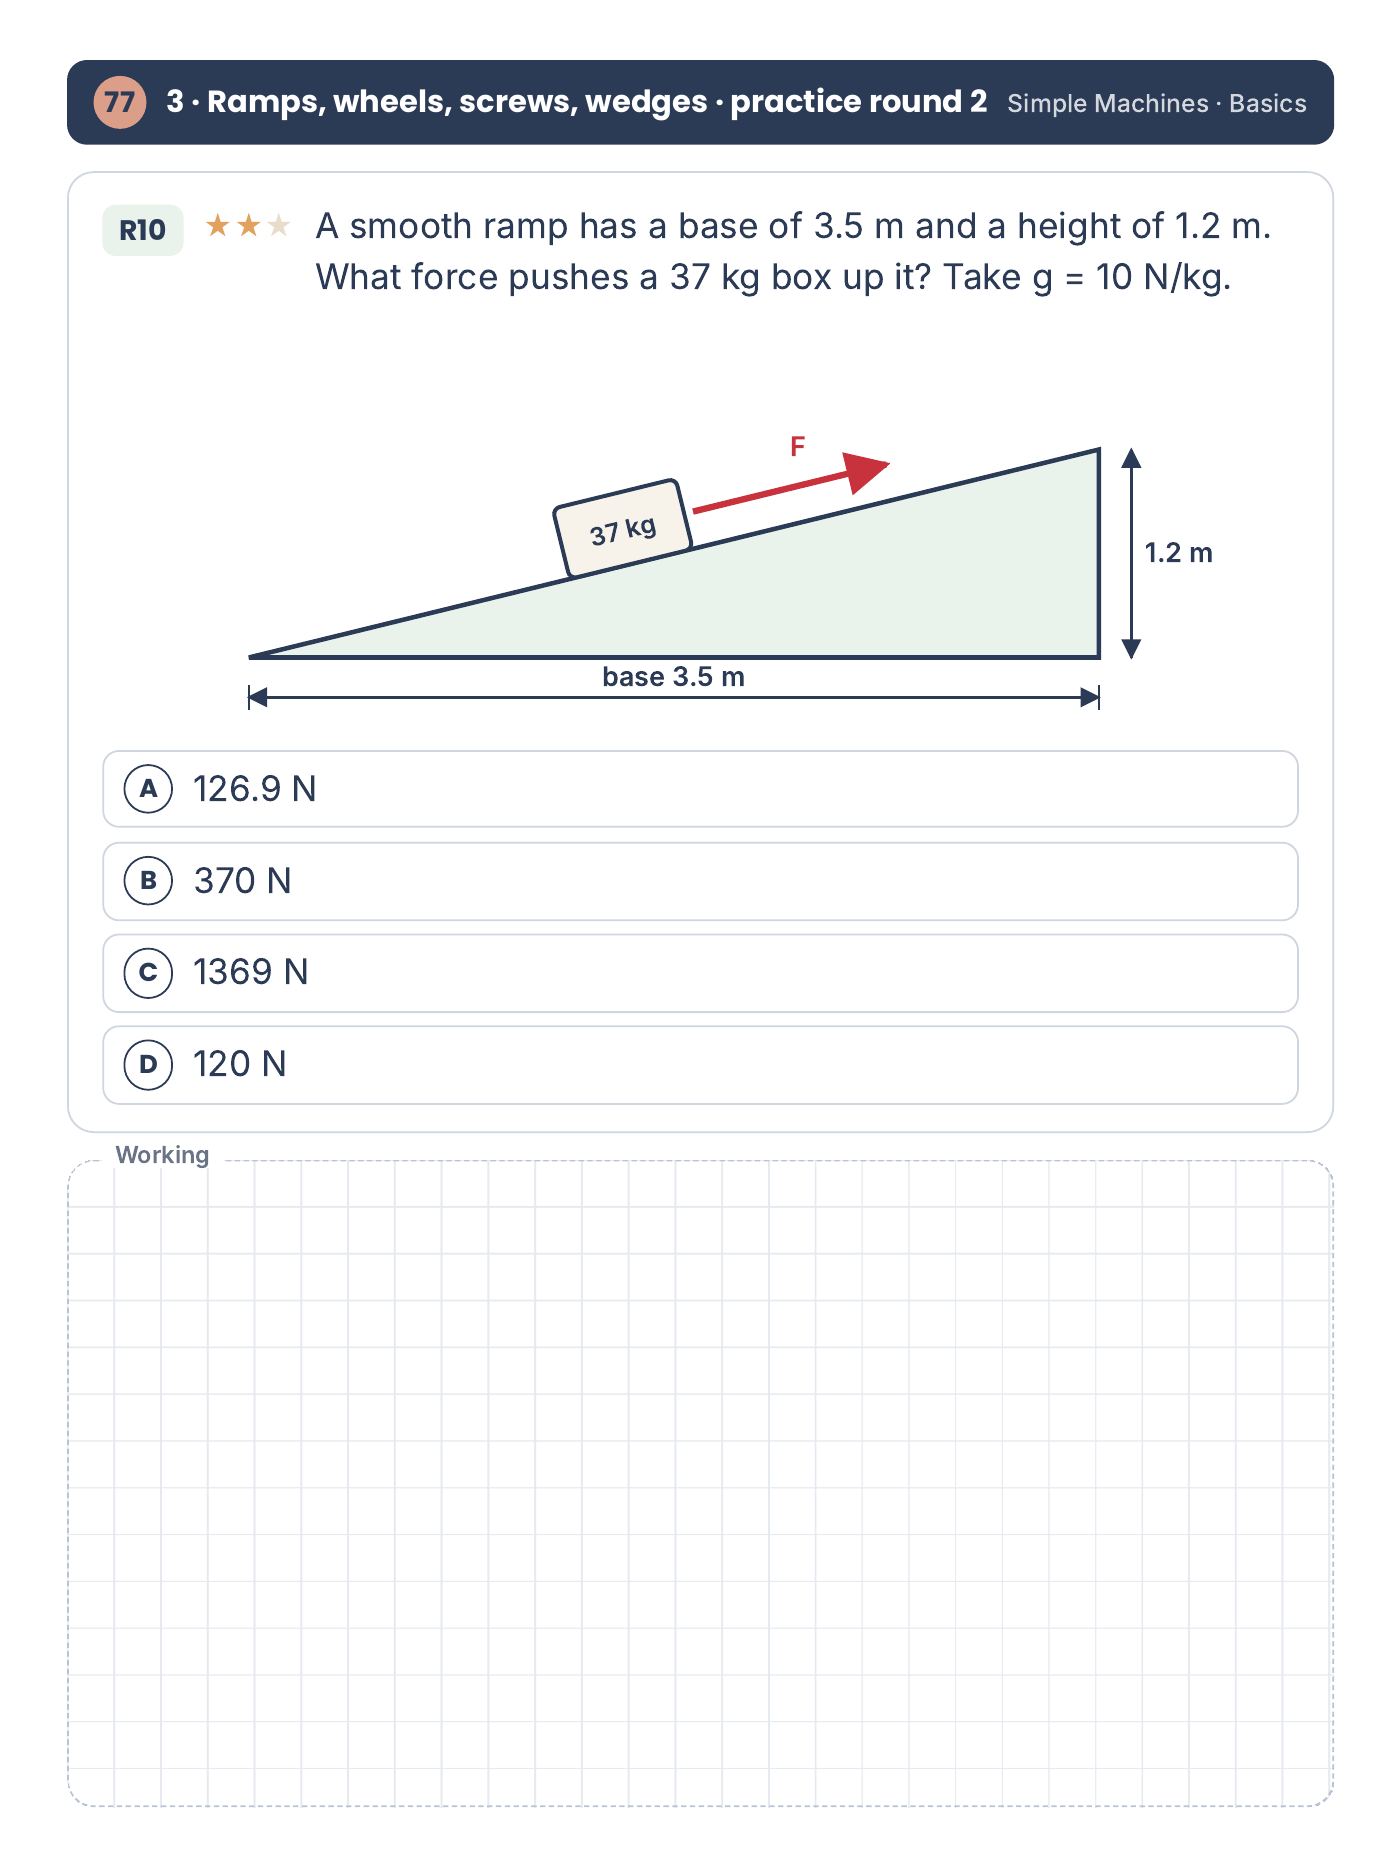 77 3 · Ramps, wheels, screws, wedges · practice round 2 Simple Machines · Basics
R10 ★★★ A smooth ramp has a base of 3.5 m and a height of 1.2 m.
What force pushes a 37 kg box up it? Take g = 10 N/kg.
F
37 kg
1.2 m
base 3.5 m
A 126.9 N
B 370 N
C 1369 N
D 120 N
Working